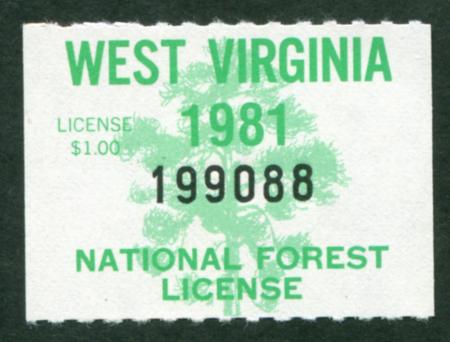 WEST VIRGINIA
1981
LICENSE
$1.00
199088
NATIONAL FOREST
LICENSE